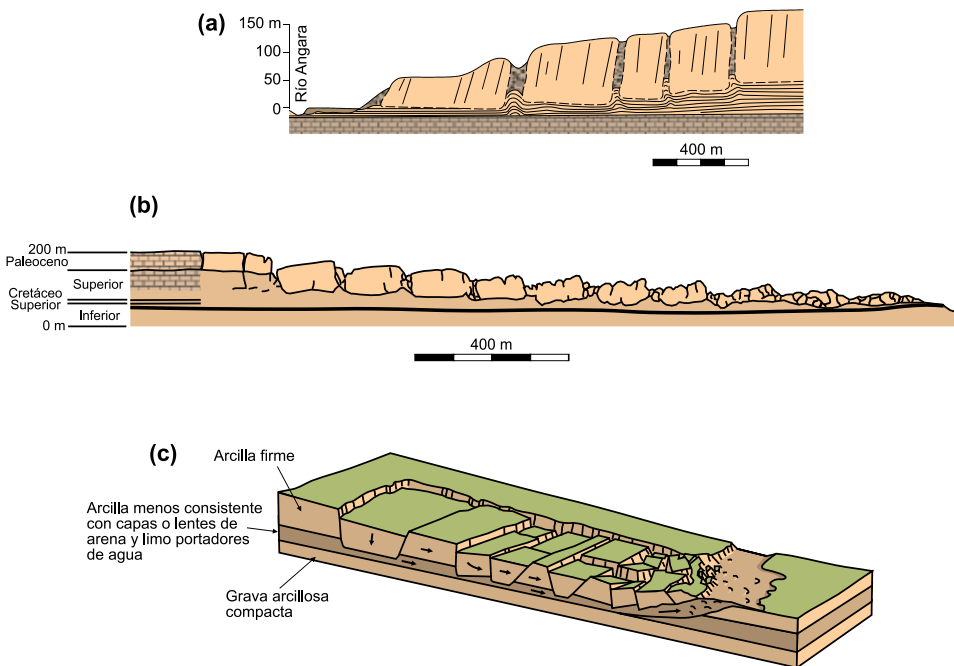 (a)
150 m
100
50
0
Río Angara
400 m
(b)
200 m
Paleoceno
Superior
Cretáceo
Superior
Inferior
0 m
400 m
(c)
Arcilla firme
Arcilla menos consistente
con capas o lentes de
arena y limo portadores
de agua
Grava arcillosa
compacta